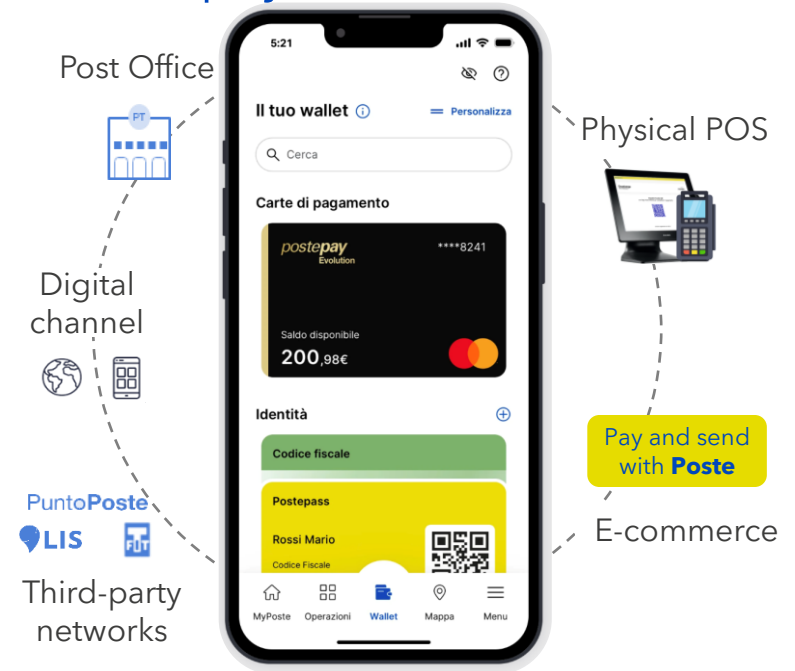 Post Office
PT
Digital
channel
PuntoPoste
LIS
FIT
Third-party
networks
5:21
Il tuo wallet
Personalizza
Cerca
Carte di pagamento
postepay
Evolution
****8241
Saldo disponibile
200,98€
Identità
Codice fiscale
Postepass
Rossi Mario
Codice Fiscale
MyPoste Operazioni Wallet Mappa Menu
Physical POS
Pay and send
with Poste
E-commerce